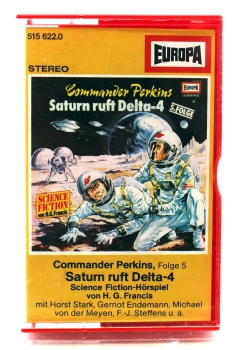 515 622.0
EUROPA
STEREO
Commander Perkins
Saturn ruft Delta-4
5. FOLGE
EUROPA
SCIENCE
FICTION
von H. G. Francis
Commander Perkins, Folge 5
Saturn ruft Delta-4
Science Fiction-Hörspiel
von H. G. Francis
mit Horst Stark, Gernot Endemann, Michael
von der Meyen, F.-J. Steffens u. a.